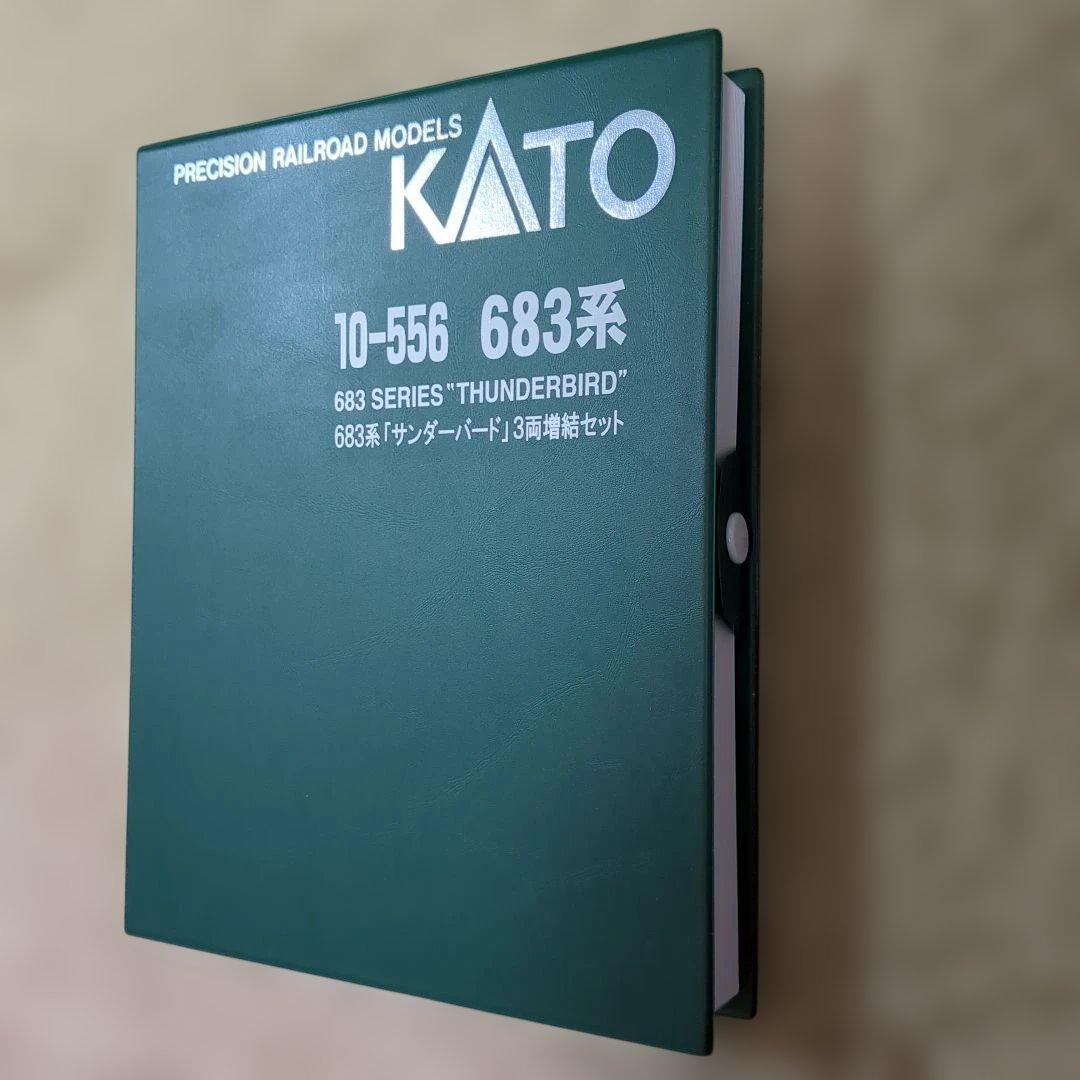 PRECISION RAILROAD MODELS KATO
10-556 683系
683 SERIES "THUNDERBIRD"
683系「サンダーバード」3両増結セット